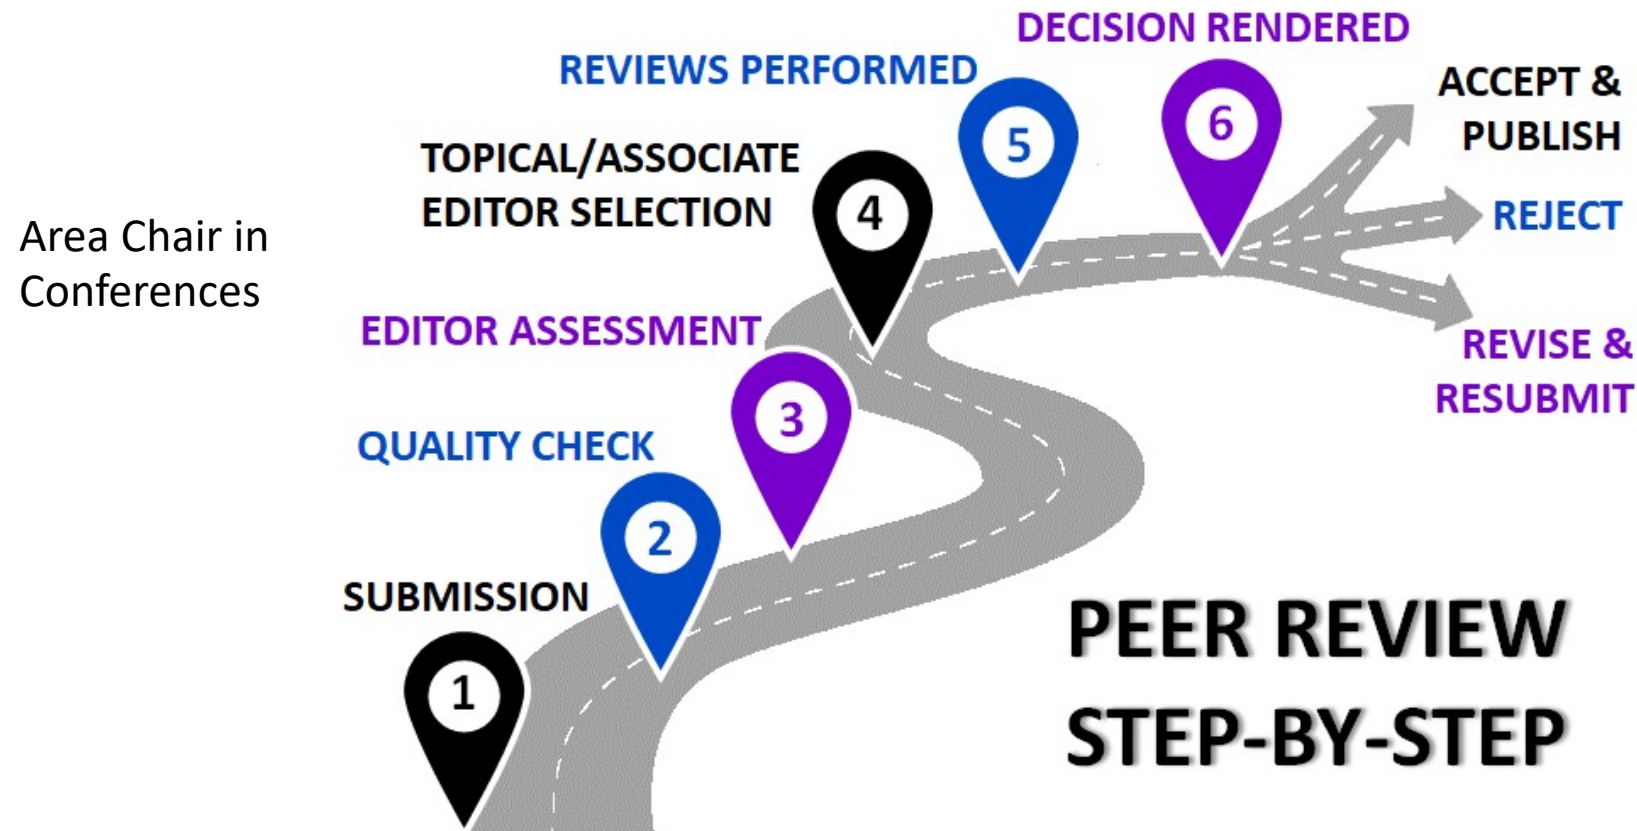 DECISION RENDERED
REVIEWS PERFORMED
ACCEPT &
PUBLISH
6
5
TOPICAL/ASSOCIATE
EDITOR SELECTION
4
REJECT
Area Chair in
Conferences
EDITOR ASSESSMENT
REVISE &
RESUBMIT
3
QUALITY CHECK
2
SUBMISSION
1
PEER REVIEW
STEP-BY-STEP